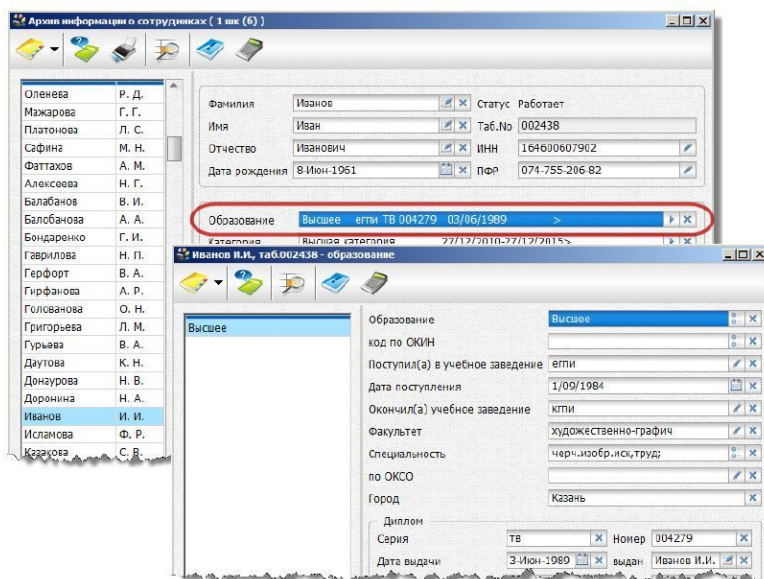 Архив информации о сотрудниках ( 1 шк (6) )
Оленева Р. Д.
Мажарова Г. Г.
Платонова Л. С.
Сафина М. Н.
Фаттахов А. М.
Алексеева Н. Г.
Балабанов В. И.
Балобанова А. А.
Бондаренко Г. И.
Гаврилова Н. П.
Герфорт В. А.
Гирфанова А. Р.
Голованова О. Н.
Григорьева Л. М.
Гурьева В. А.
Даутова К. Н.
Донаурова Н. В.
Доронина Н. А.
Иванов И. И.
Исламова Ф. Р.
Казакова С. В.
Фамилия Иванов Статус Работает
Имя Иван Таб.No 002438
Отчество Иванович ИНН 164600607902
Дата рождения 8-Июн-1961 ПФР 074-755-206-82
Образование Высшее егпи ТВ 004279 03/06/1989 >
Категория Высшая категория 27/12/2010-27/12/2015>
Иванов И.И., таб.002438 - образование
Высшее
Образование Высшее
код по ОКИН
Поступил(а) в учебное заведение егпи
Дата поступления 1/09/1984
Окончил(а) учебное заведение кгпи
Факультет художественно-графич
Специальность черч.изобр.иск,труд;
по ОКСО
Город Казань
Диплом
Серия ТВ Номер 004279
Дата выдачи 3-Июн-1989 выдан Иванов И.И.